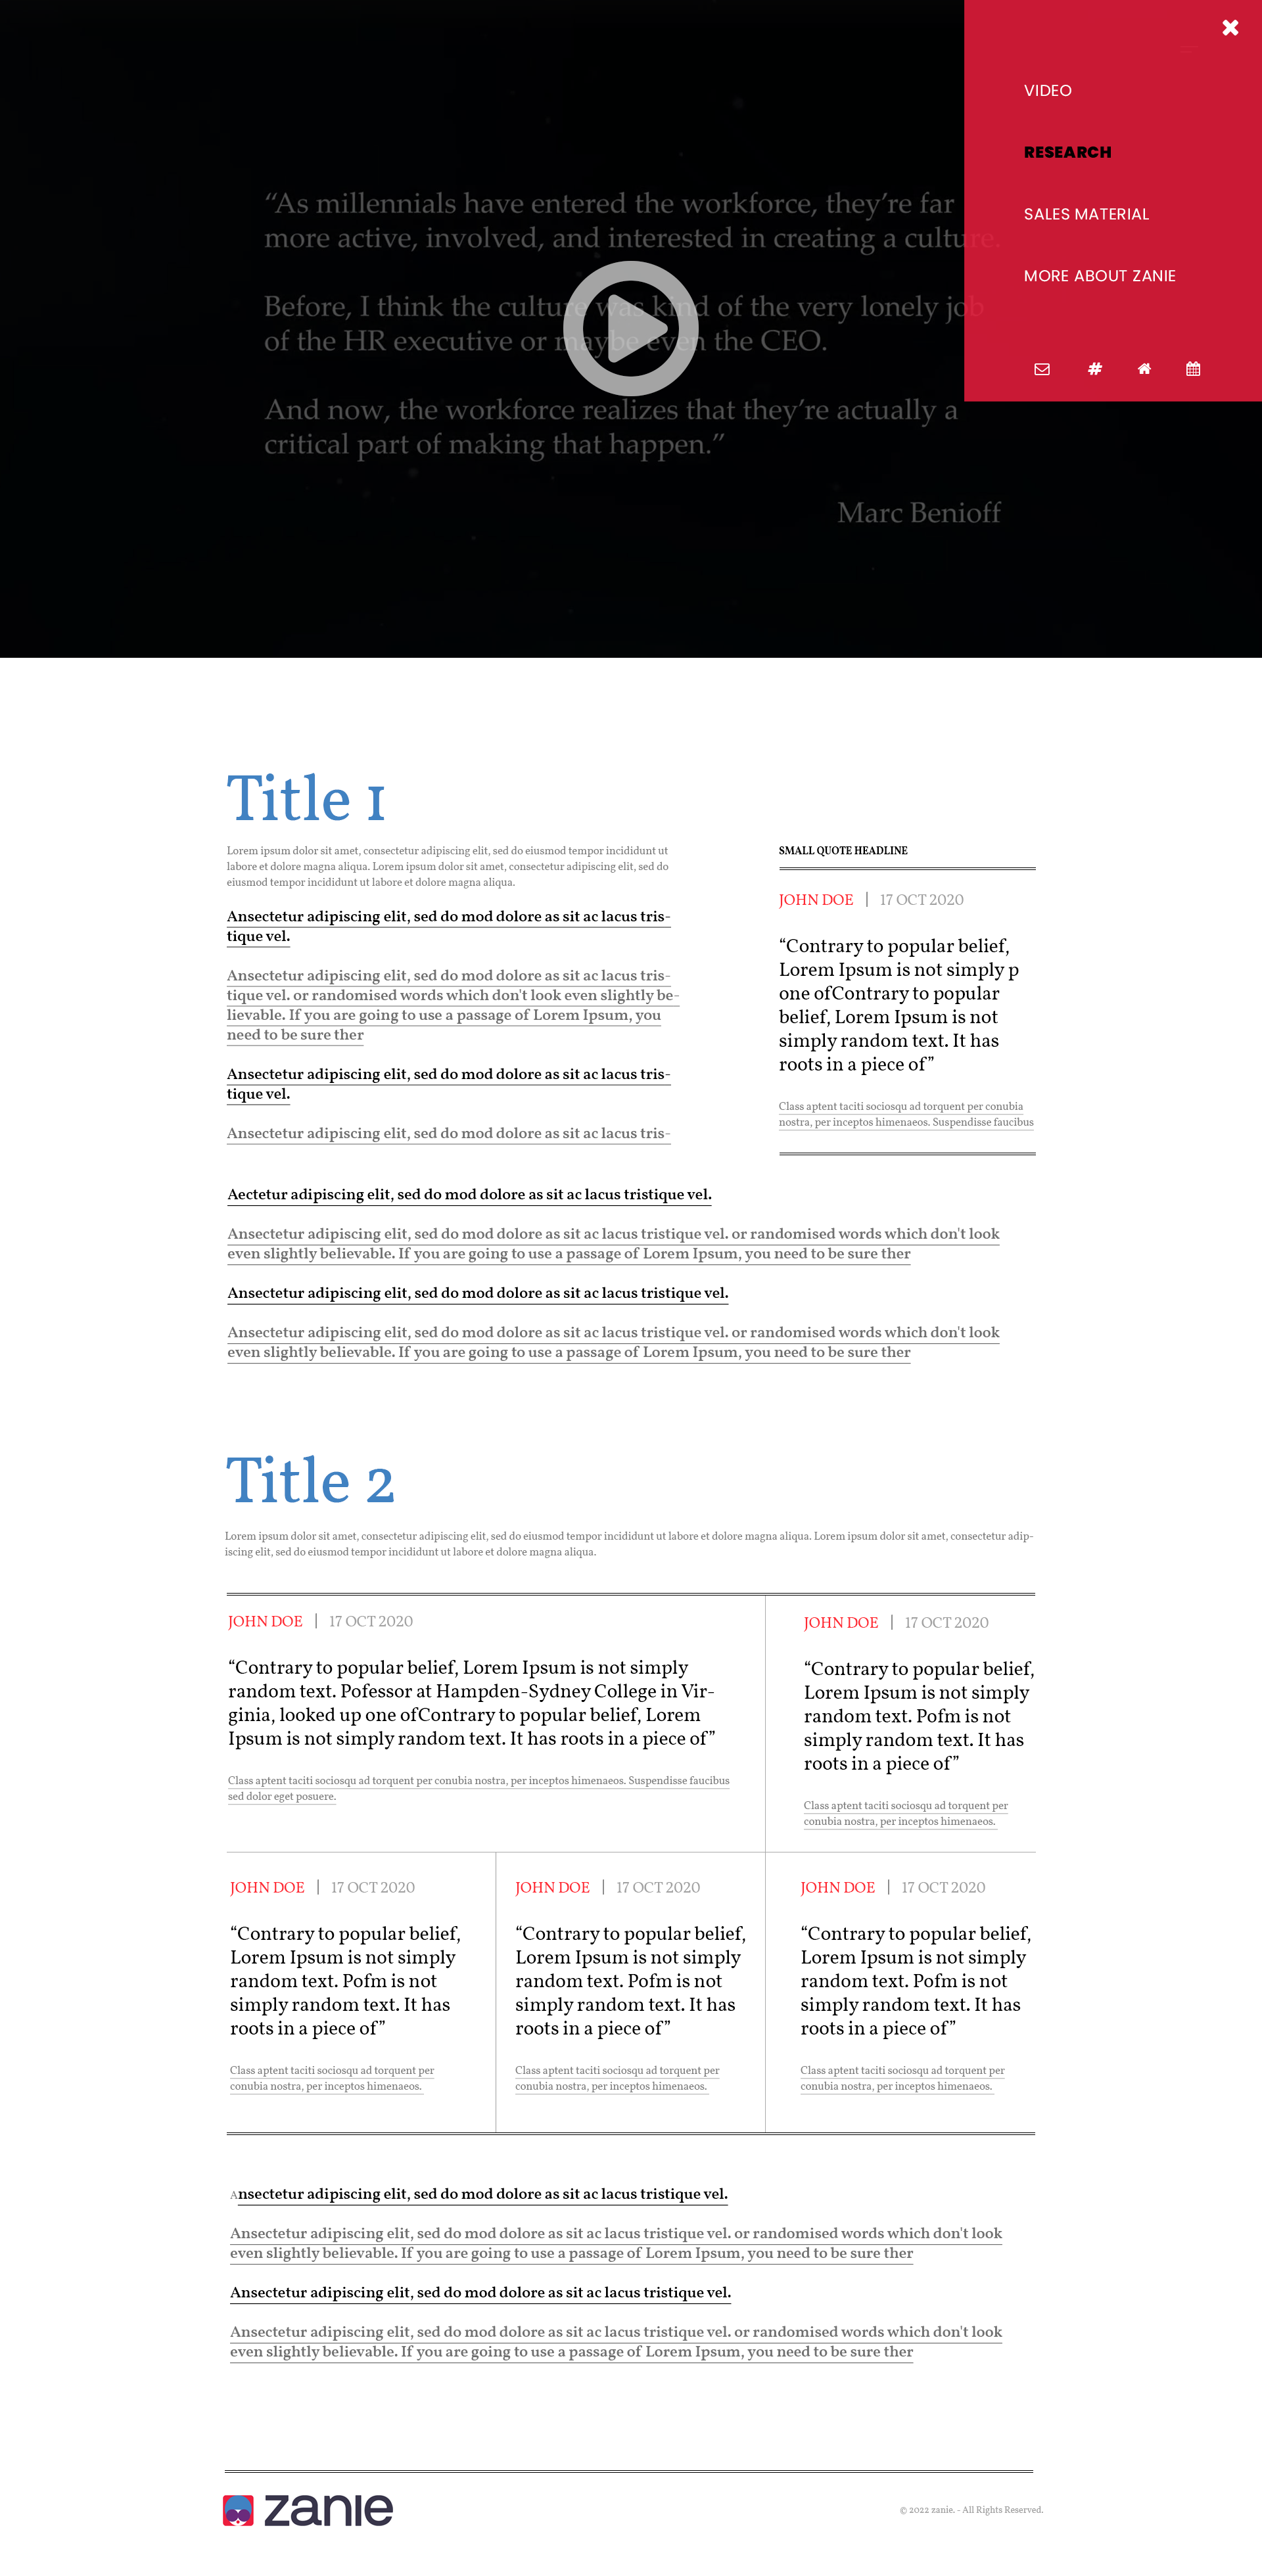 VIDEO
RESEARCH
SALES MATERIAL
MORE ABOUT ZANIE
“As millennials have entered the workforce, they’re far
more active, involved, and interested in creating a culture.
Before, I think the culture was kind of the very lonely job
of the HR executive or maybe even the CEO.
And now, the workforce realizes that they’re actually a
critical part of making that happen.”
Marc Benioff
Title 1
Lorem ipsum dolor sit amet, consectetur adipiscing elit, sed do eiusmod tempor incididunt ut
labore et dolore magna aliqua. Lorem ipsum dolor sit amet, consectetur adipiscing elit, sed do
eiusmod tempor incididunt ut labore et dolore magna aliqua.
Ansectetur adipiscing elit, sed do mod dolore as sit ac lacus tris-
tique vel.
Ansectetur adipiscing elit, sed do mod dolore as sit ac lacus tris-
tique vel. or randomised words which don't look even slightly be-
lievable. If you are going to use a passage of Lorem Ipsum, you
need to be sure ther
Ansectetur adipiscing elit, sed do mod dolore as sit ac lacus tris-
tique vel.
Ansectetur adipiscing elit, sed do mod dolore as sit ac lacus tris-
SMALL QUOTE HEADLINE
JOHN DOE | 17 OCT 2020
“Contrary to popular belief,
Lorem Ipsum is not simply p
one ofContrary to popular
belief, Lorem Ipsum is not
simply random text. It has
roots in a piece of”
Class aptent taciti sociosqu ad torquent per conubia
nostra, per inceptos himenaeos. Suspendisse faucibus
Aectetur adipiscing elit, sed do mod dolore as sit ac lacus tristique vel.
Ansectetur adipiscing elit, sed do mod dolore as sit ac lacus tristique vel. or randomised words which don't look
even slightly believable. If you are going to use a passage of Lorem Ipsum, you need to be sure ther
Ansectetur adipiscing elit, sed do mod dolore as sit ac lacus tristique vel.
Ansectetur adipiscing elit, sed do mod dolore as sit ac lacus tristique vel. or randomised words which don't look
even slightly believable. If you are going to use a passage of Lorem Ipsum, you need to be sure ther
Title 2
Lorem ipsum dolor sit amet, consectetur adipiscing elit, sed do eiusmod tempor incididunt ut labore et dolore magna aliqua. Lorem ipsum dolor sit amet, consectetur adip-
iscing elit, sed do eiusmod tempor incididunt ut labore et dolore magna aliqua.
JOHN DOE | 17 OCT 2020
“Contrary to popular belief, Lorem Ipsum is not simply
random text. Pofessor at Hampden-Sydney College in Vir-
ginia, looked up one ofContrary to popular belief, Lorem
Ipsum is not simply random text. It has roots in a piece of”
Class aptent taciti sociosqu ad torquent per conubia nostra, per inceptos himenaeos. Suspendisse faucibus
sed dolor eget posuere.
JOHN DOE | 17 OCT 2020
“Contrary to popular belief,
Lorem Ipsum is not simply
random text. Pofm is not
simply random text. It has
roots in a piece of”
Class aptent taciti sociosqu ad torquent per
conubia nostra, per inceptos himenaeos.
JOHN DOE | 17 OCT 2020
“Contrary to popular belief,
Lorem Ipsum is not simply
random text. Pofm is not
simply random text. It has
roots in a piece of”
Class aptent taciti sociosqu ad torquent per
conubia nostra, per inceptos himenaeos.
JOHN DOE | 17 OCT 2020
“Contrary to popular belief,
Lorem Ipsum is not simply
random text. Pofm is not
simply random text. It has
roots in a piece of”
Class aptent taciti sociosqu ad torquent per
conubia nostra, per inceptos himenaeos.
JOHN DOE | 17 OCT 2020
“Contrary to popular belief,
Lorem Ipsum is not simply
random text. Pofm is not
simply random text. It has
roots in a piece of”
Class aptent taciti sociosqu ad torquent per
conubia nostra, per inceptos himenaeos.
Ansectetur adipiscing elit, sed do mod dolore as sit ac lacus tristique vel.
Ansectetur adipiscing elit, sed do mod dolore as sit ac lacus tristique vel. or randomised words which don't look
even slightly believable. If you are going to use a passage of Lorem Ipsum, you need to be sure ther
Ansectetur adipiscing elit, sed do mod dolore as sit ac lacus tristique vel.
Ansectetur adipiscing elit, sed do mod dolore as sit ac lacus tristique vel. or randomised words which don't look
even slightly believable. If you are going to use a passage of Lorem Ipsum, you need to be sure ther
zanie
© 2022 zanie. - All Rights Reserved.